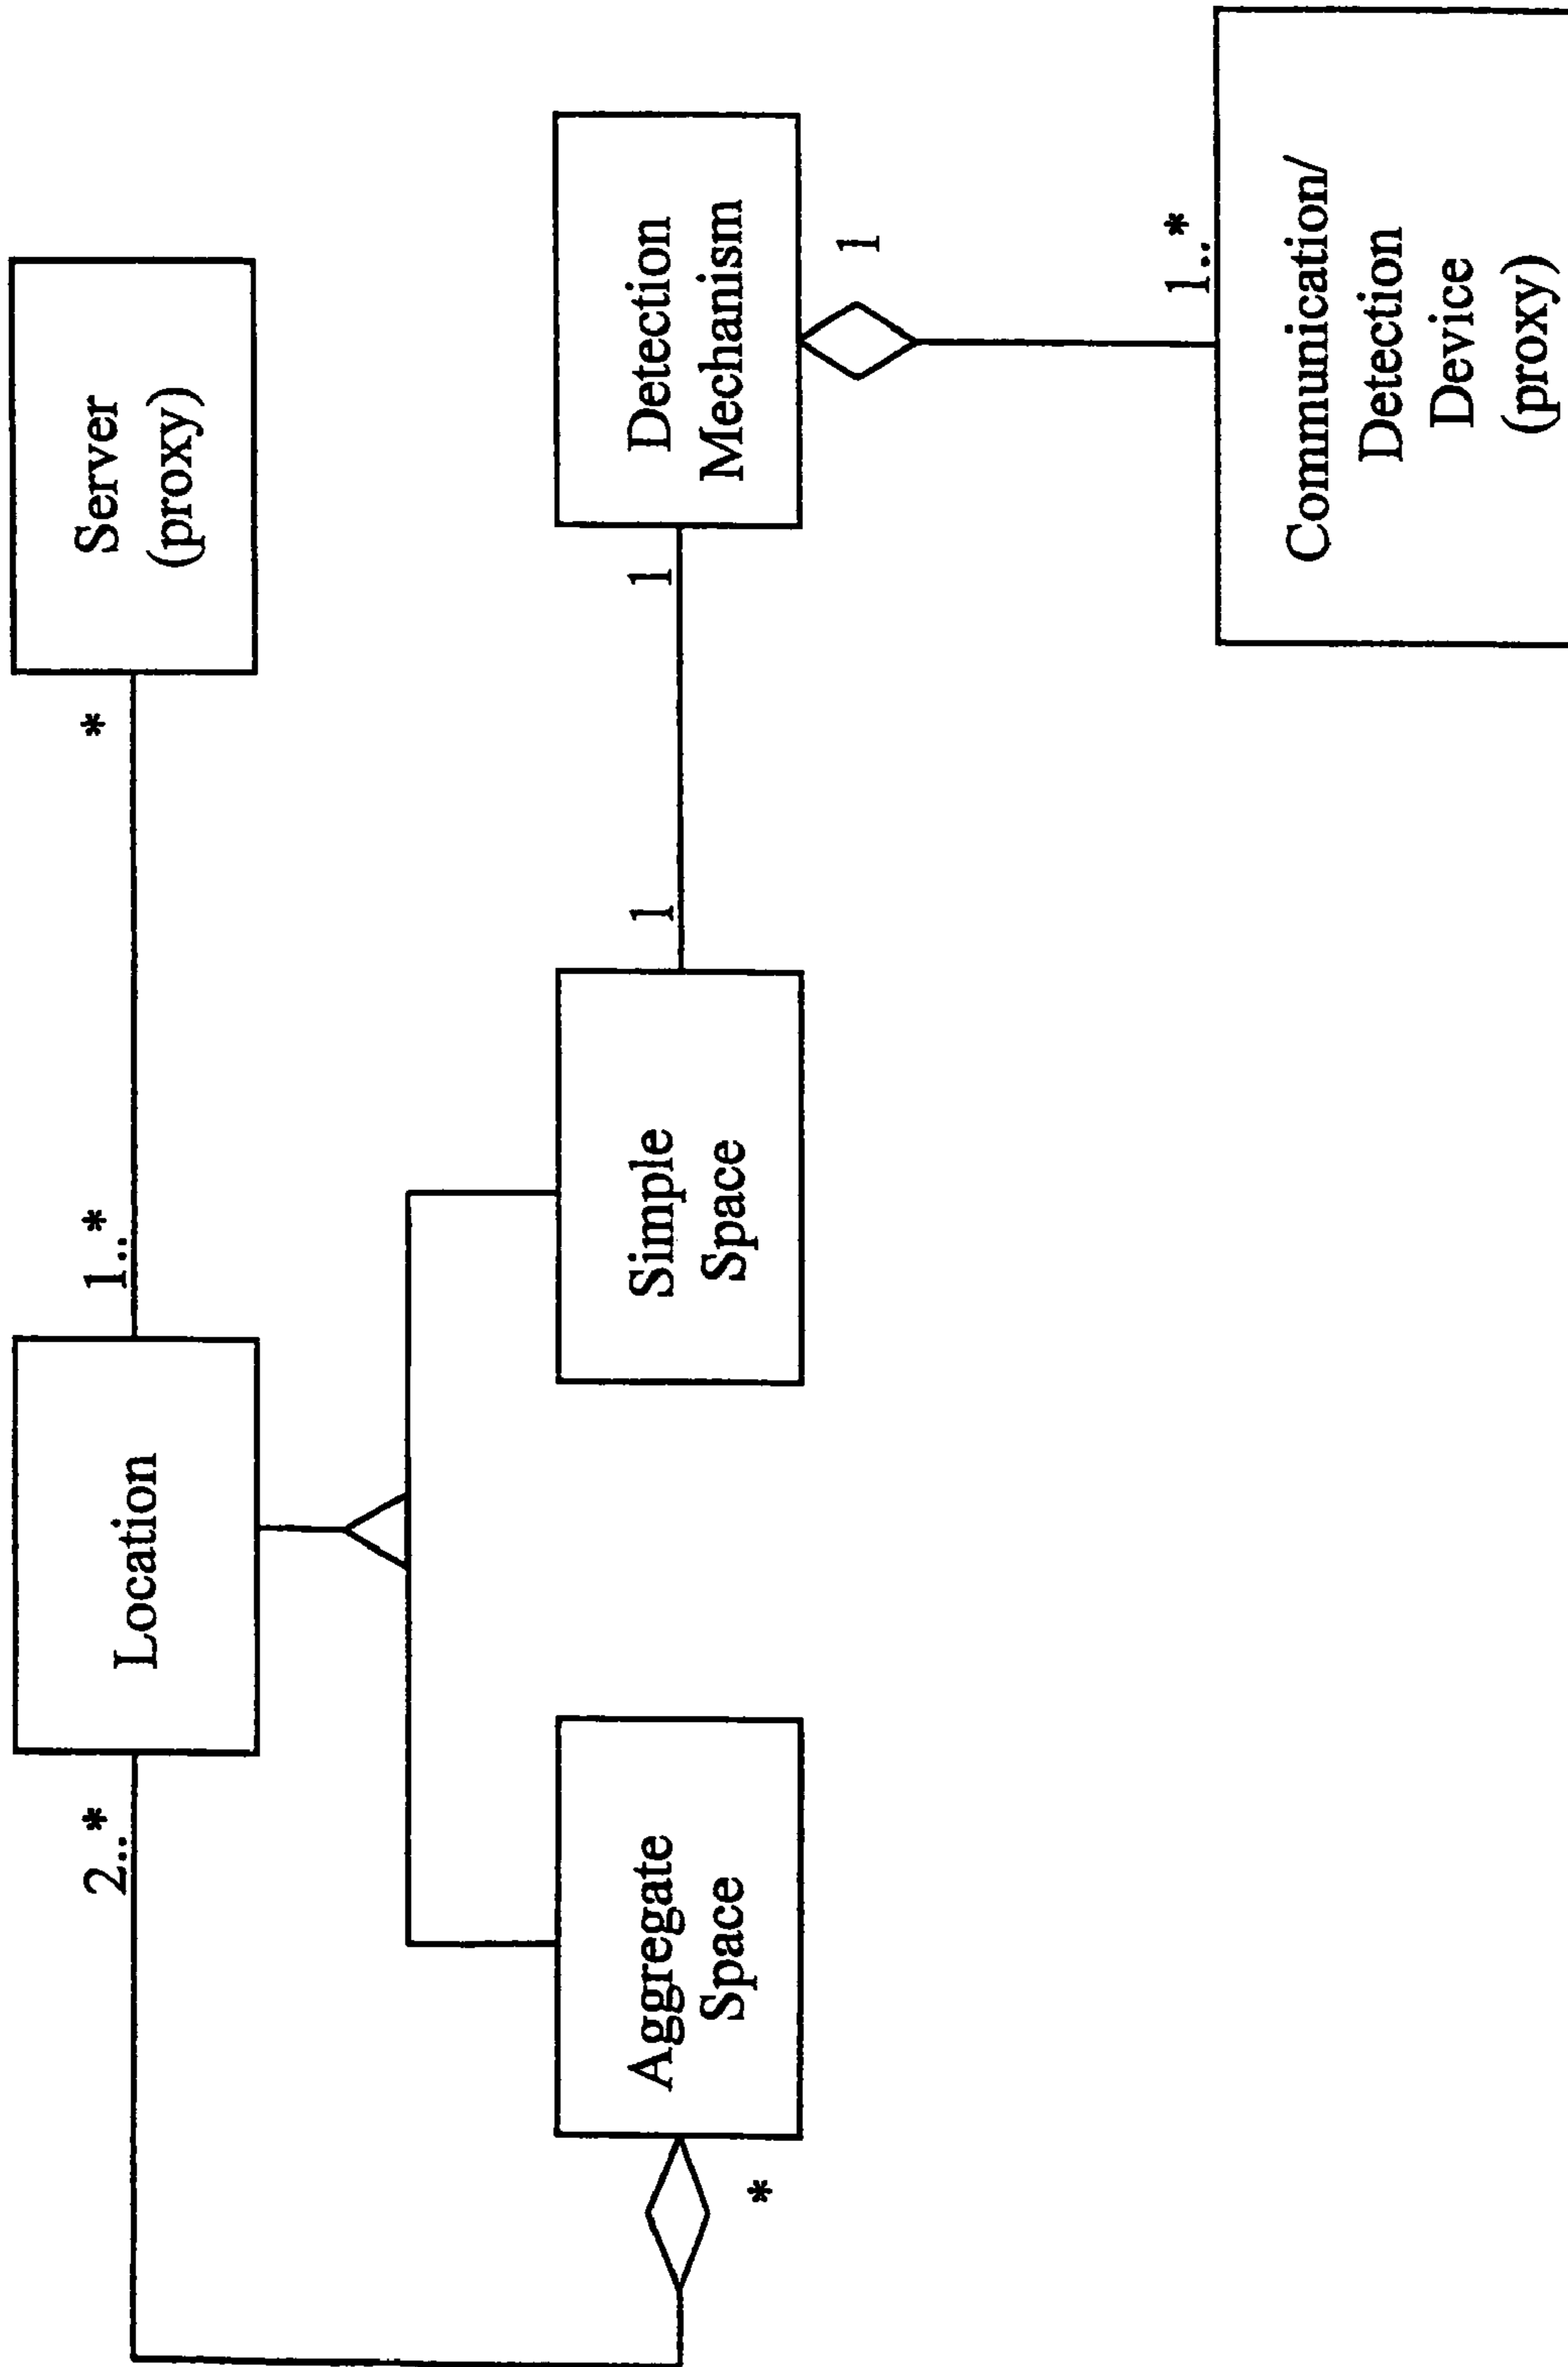 2..*
Location
1..*
*
Server
(proxy)
*
Aggregate
Space
Simple
Space
1
1
Detection
Mechanism
1
1..*
Communication/
Detection
Device
(proxy)